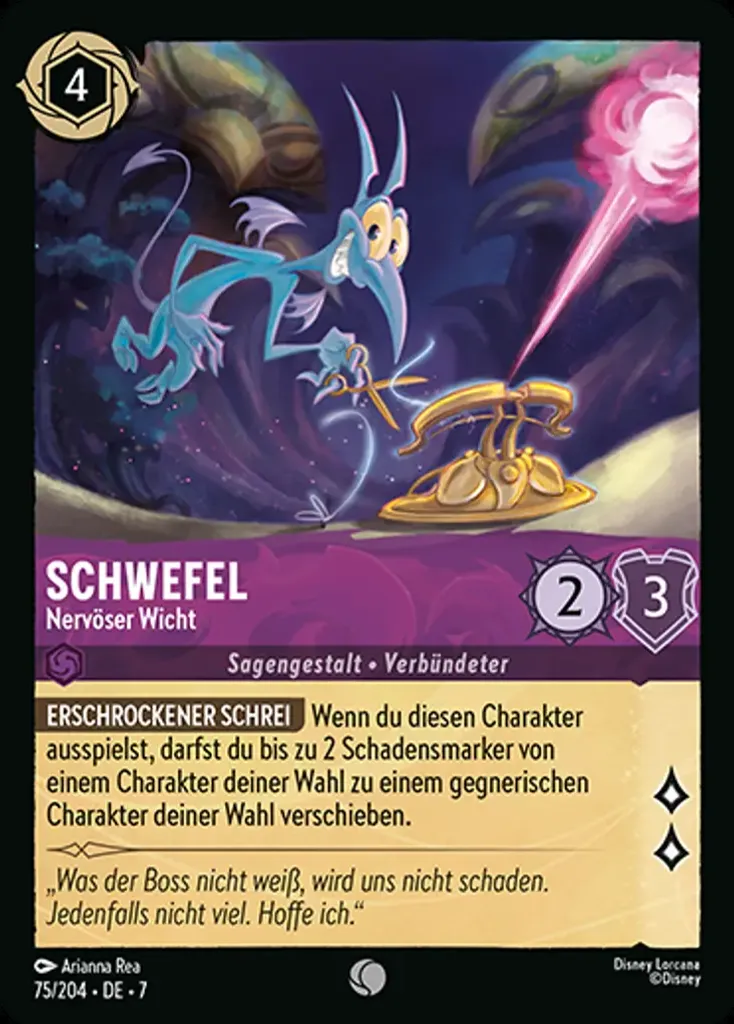 4
SCHWEFEL
Nervöser Wicht
2
3
Sagengestalt • Verbündeter
ERSCHROCKENER SCHREI Wenn du diesen Charakter
ausspielst, darfst du bis zu 2 Schadensmarker von
einem Charakter deiner Wahl zu einem gegnerischen
Charakter deiner Wahl verschieben.
„Was der Boss nicht weiß, wird uns nicht schaden.
Jedenfalls nicht viel. Hoffe ich.“
Arianna Rea
75/204 • DE • 7
Disney Lorcana
©Disney